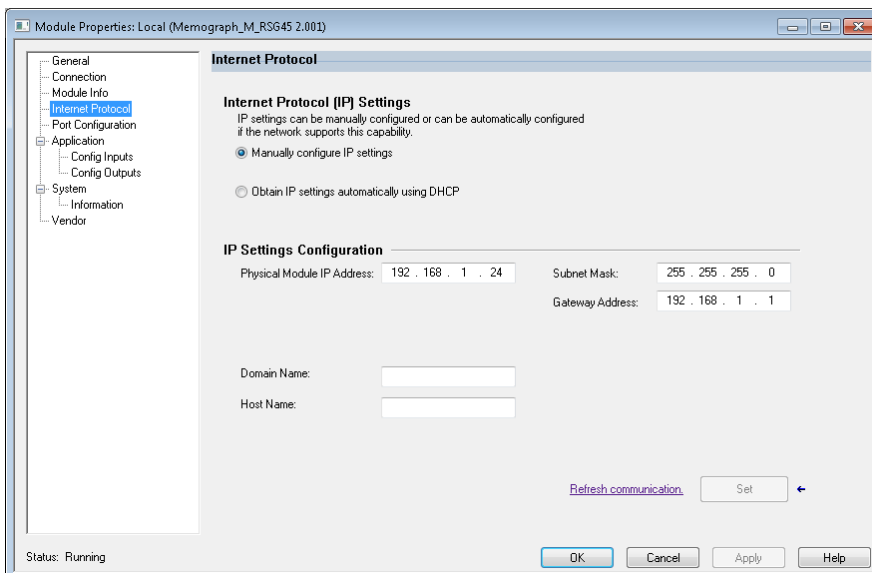 Module Properties: Local (Memograph_M_RSG45 2.001)
General
Connection
Module Info
Internet Protocol
Port Configuration
Application
Config Inputs
Config Outputs
System
Information
Vendor
Internet Protocol
Internet Protocol (IP) Settings
IP settings can be manually configured or can be automatically configured
if the network supports this capability.
Manually configure IP settings
Obtain IP settings automatically using DHCP
IP Settings Configuration
Physical Module IP Address: 192 . 168 . 1 . 24 Subnet Mask: 255 . 255 . 255 . 0
Gateway Address: 192 . 168 . 1 . 1
Domain Name:
Host Name:
Refresh communication. Set
Status: Running
OK Cancel Apply Help